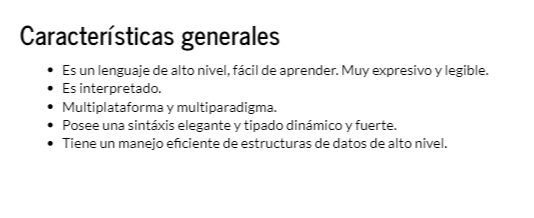 Características generales
• Es un lenguaje de alto nivel, fácil de aprender. Muy expresivo y legible.
• Es interpretado.
• Multiplataforma y multiparadigma.
• Posee una sintáxis elegante y tipado dinámico y fuerte.
• Tiene un manejo eficiente de estructuras de datos de alto nivel.